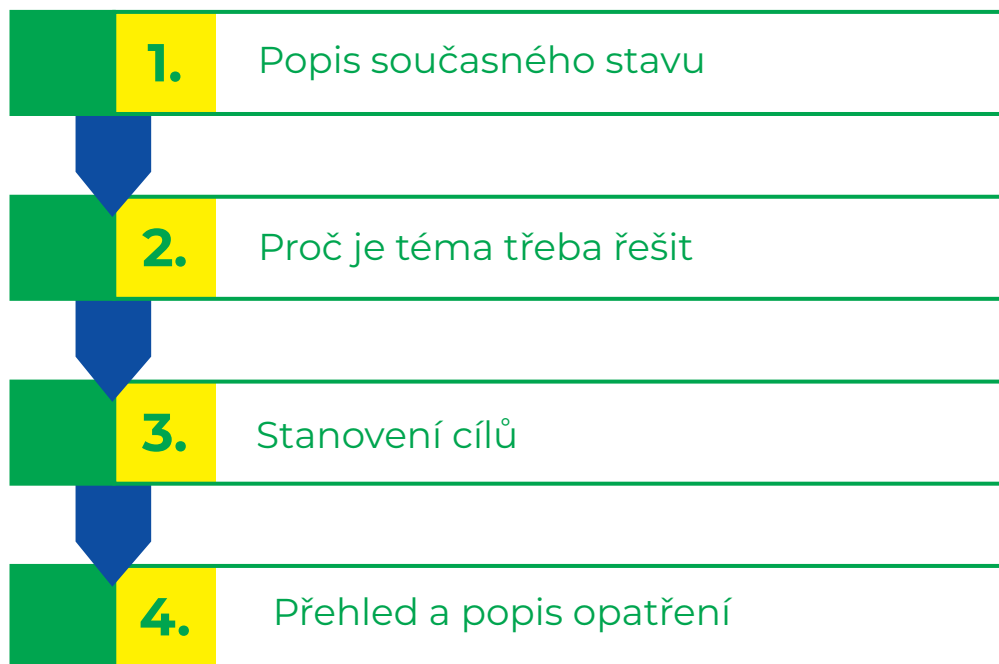 1. Popis současného stavu
2. Proč je téma třeba řešit
3. Stanovení cílů
4. Přehled a popis opatření